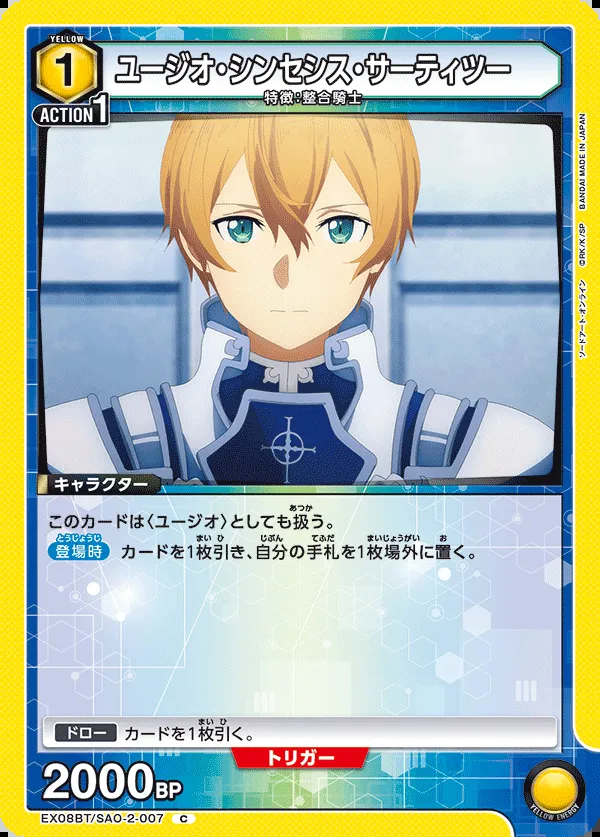 YELLOW
1
ユージオ・シンセシス・サーティツー
特徴:整合騎士
ACTION 1
BANDAI MADE IN JAPAN
ソードアート・オンライン ©RK/K/SP
キャラクター
このカードは〈ユージオ〉としても扱う。
登場時 カードを1枚引き、自分の手札を1枚場外に置く。
ドロー カードを1枚引く。
トリガー
2000BP
YELLOW ENERGY
EX08BT/SAO-2-007 C